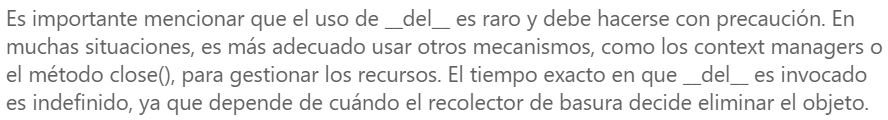 Es importante mencionar que el uso de __del__ es raro y debe hacerse con precaución. En
muchas situaciones, es más adecuado usar otros mecanismos, como los context managers o
el método close(), para gestionar los recursos. El tiempo exacto en que __del__ es invocado
es indefinido, ya que depende de cuándo el recolector de basura decide eliminar el objeto.